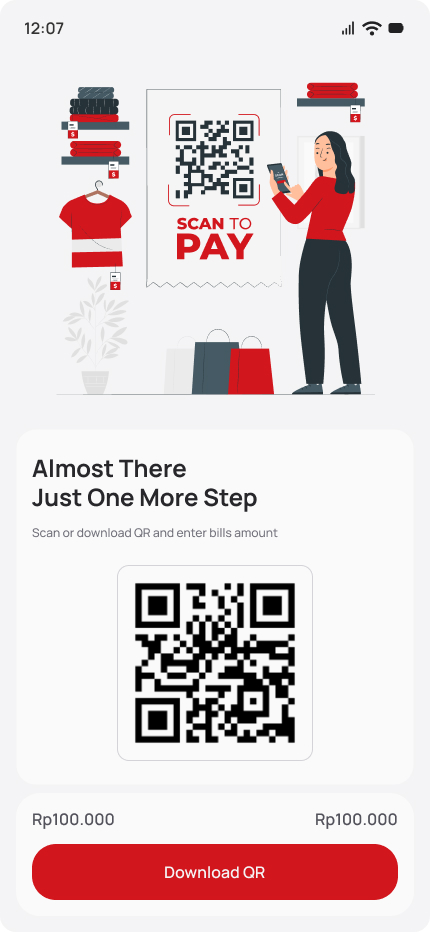 12:07
SCAN TO
PAY
Almost There
Just One More Step
Scan or download QR and enter bills amount
Rp100.000 Rp100.000
Download QR